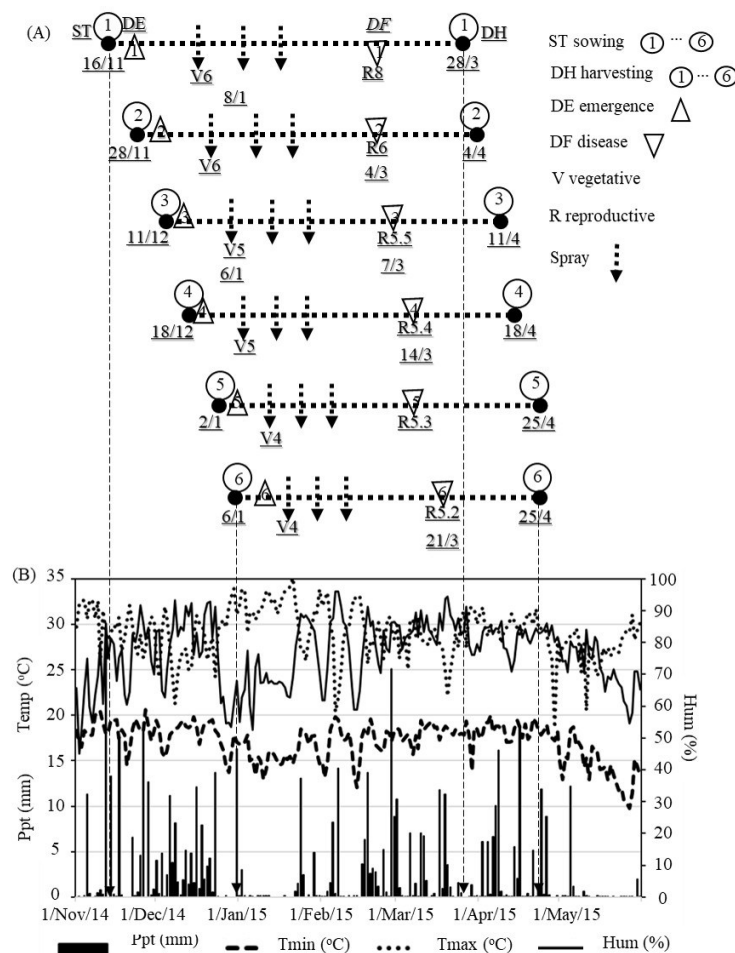 (A)
ST DE DF DH
1 1 1 1
16/11 V6 R8 28/3
8/1
2 2 2 2
28/11 V6 R6 4/4
4/3
3 3 3 3
11/12 V5 R5.5 11/4
6/1 7/3
4 4 4 4
18/12 V5 R5.4 18/4
14/3
5 5 5 5
2/1 V4 R5.3 25/4
6 6 6 6
6/1 V4 R5.2 25/4
21/3
ST sowing 1 ... 6
DH harvesting 1 ... 6
DE emergence
DF disease
V vegetative
R reproductive
Spray
(B)
35 100
30 90
80
25 70
20 60
50
15 40
10 30
20
5 10
0 0
Temp (°C)
Ppt (mm)
Hum (%)
1/Nov/14 1/Dec/14 1/Jan/15 1/Feb/15 1/Mar/15 1/Apr/15 1/May/15
Ppt (mm) Tmin (°C) Tmax (°C) Hum (%)